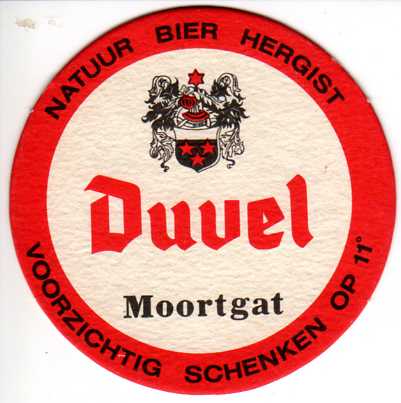 NATUUR BIER HERGIST
Duvel
Moortgat
VOORZICHTIG SCHENKEN OP 11°